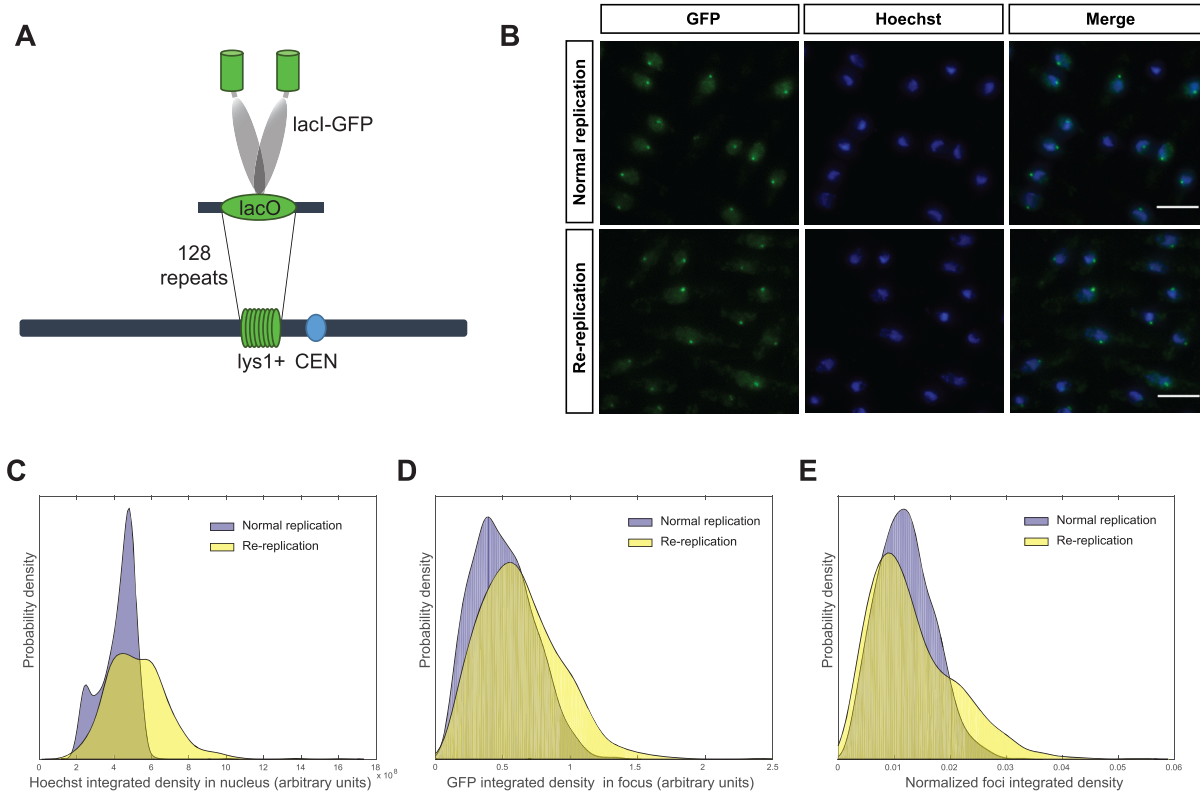 A
lacI-GFP
lacO
128
repeats
lys1+ CEN
B
GFP
Hoechst
Merge
Normal replication
Re-replication
C
Normal replication
Re-replication
Probability density
0 2 4 6 8 10 12 14 16 18
x 10⁸
Hoechst integrated density in nucleus (arbitrary units)
D
Normal replication
Re-replication
Probability density
0 0.5 1 1.5 2 2.5
GFP integrated density in focus (arbitrary units)
E
Normal replication
Re-replication
Probability density
0 0.01 0.02 0.03 0.04 0.05 0.06
Normalized foci integrated density